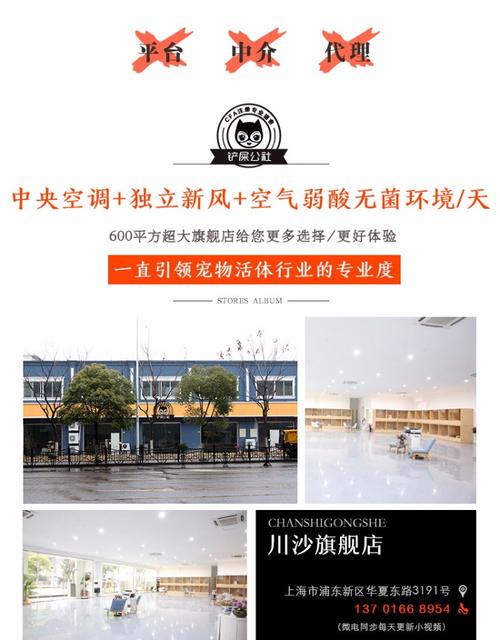 平台 中介 代理
CFA注册专业猫舍
铲屎公社
中央空调+独立新风+空气弱酸无菌环境/天
600平方超大旗舰店给您更多选择/更好体验
一直引领宠物活体行业的专业度
STORES ALBUM
CHANSHIGONGSHE
川沙旗舰店
上海市浦东新区华夏东路3191号
137 0166 8954
(微电同步每天更新小视频)